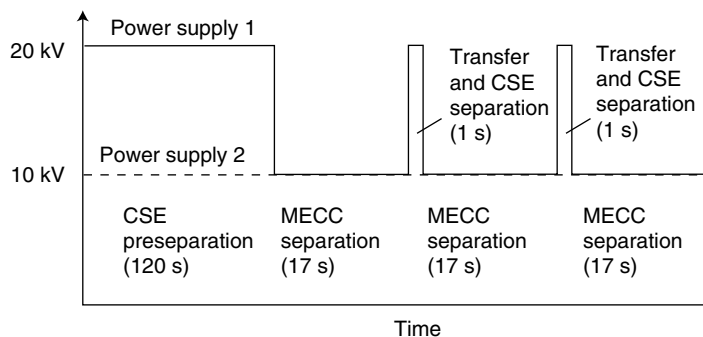 Power supply 1
20 kV
Transfer
and CSE
separation
(1 s)
Transfer
and CSE
separation
(1 s)
Power supply 2
10 kV
CSE
preseparation
(120 s)
MECC
separation
(17 s)
MECC
separation
(17 s)
MECC
separation
(17 s)
Time